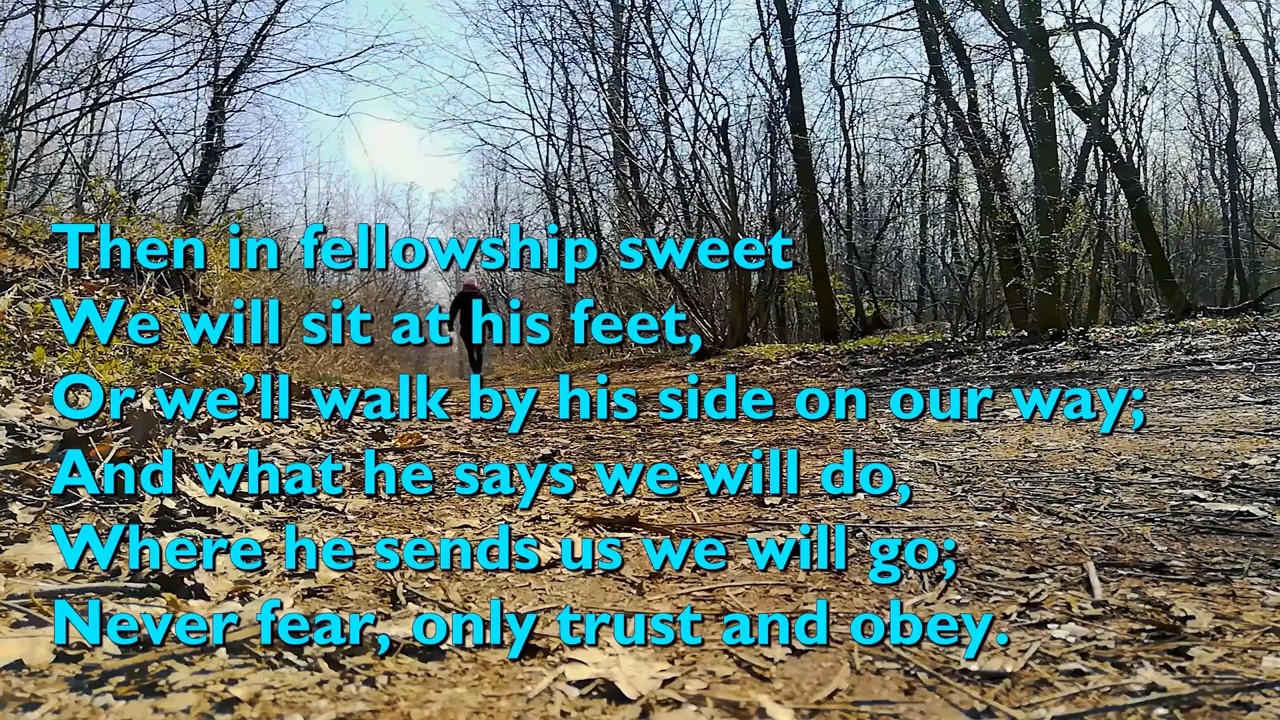 Then in fellowship sweet
We will sit at his feet,
Or we’ll walk by his side on our way;
And what he says we will do,
Where he sends us we will go;
Never fear, only trust and obey.